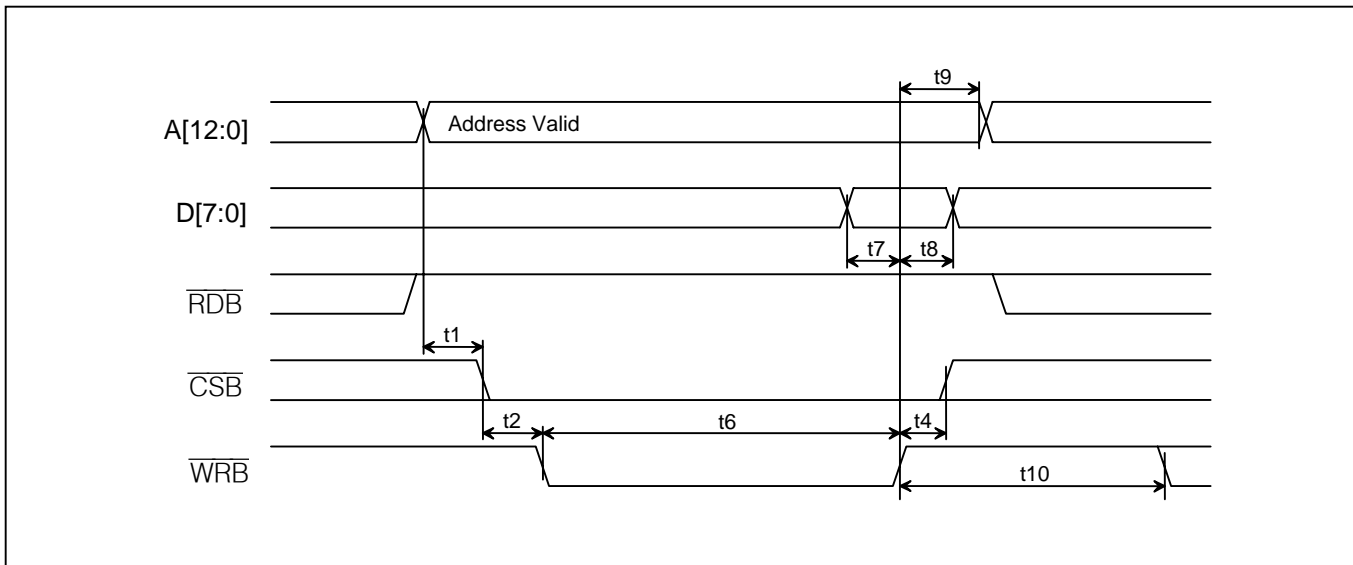 t9
A[12:0] Address Valid
D[7:0]
t7 t8
RDB
t1
CSB
t2 t6 t4
WRB
t10